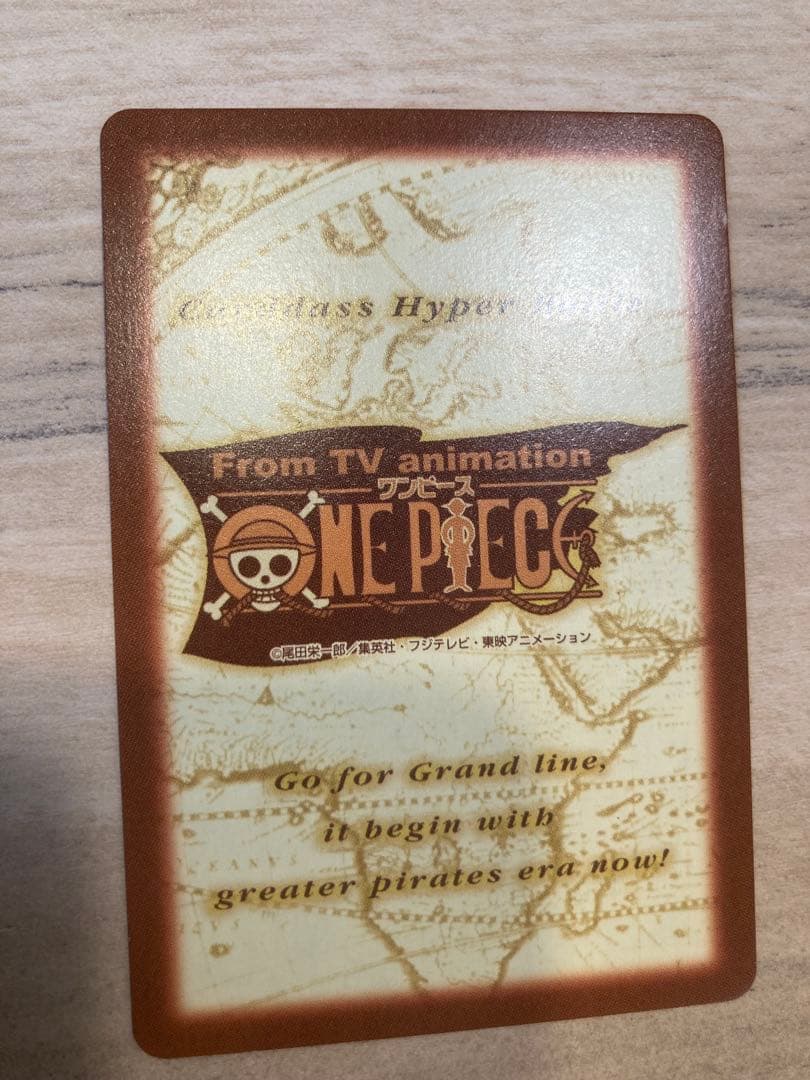 Carddass Hyper Battle
From TV animation
ワンピース
ONE PIECE
©尾田栄一郎／集英社・フジテレビ・東映アニメーション
Go for Grand line,
it begin with
greater pirates era now!